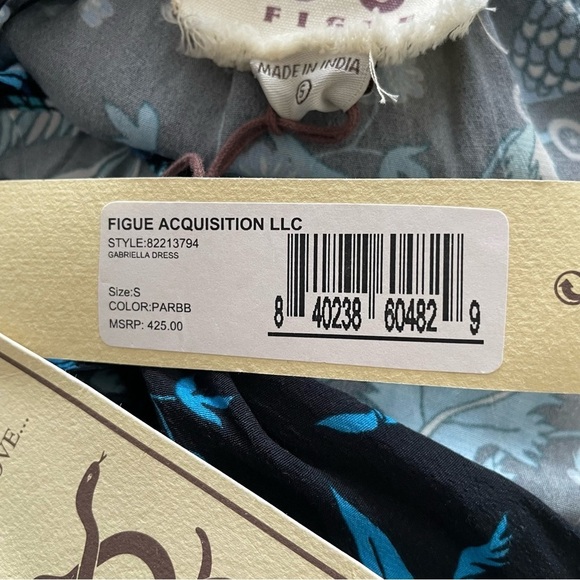 FIGUE
MADE IN INDIA
S
FIGUE ACQUISITION LLC
STYLE:82213794
GABRIELLA DRESS
Size:S
COLOR:PARBB
MSRP: 425.00
8 40238 60482 9